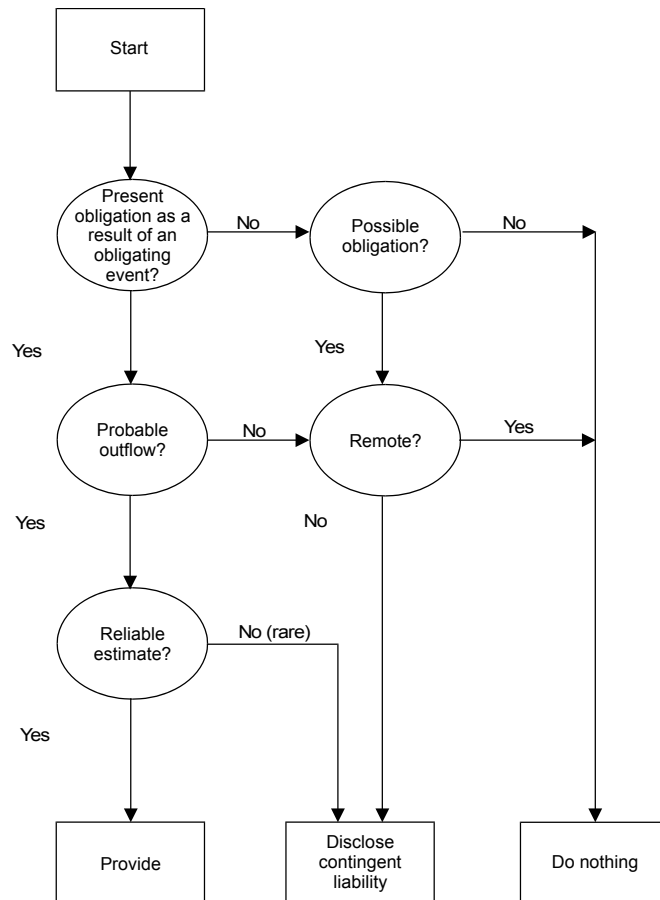 Start
Present
obligation as a
result of an
obligating
event?
No
Possible
obligation?
No
Yes
Yes
Probable
outflow?
No
Remote?
Yes
Yes
No
Reliable
estimate?
No (rare)
Yes
Provide
Disclose
contingent
liability
Do nothing